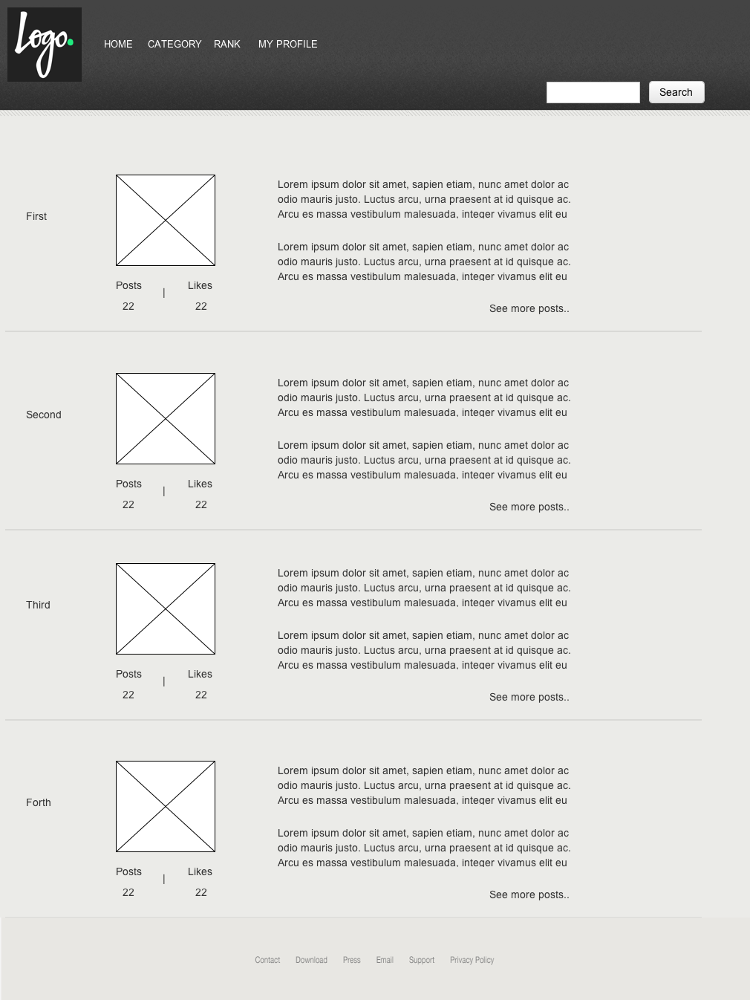 Logo.
HOME CATEGORY RANK MY PROFILE
Search
First
Lorem ipsum dolor sit amet, sapien etiam, nunc amet dolor ac
odio mauris justo. Luctus arcu, urna praesent at id quisque ac.
Arcu es massa vestibulum malesuada, integer vivamus elit eu
Lorem ipsum dolor sit amet, sapien etiam, nunc amet dolor ac
odio mauris justo. Luctus arcu, urna praesent at id quisque ac.
Arcu es massa vestibulum malesuada, integer vivamus elit eu
Posts | Likes
22 22
See more posts..
Second
Lorem ipsum dolor sit amet, sapien etiam, nunc amet dolor ac
odio mauris justo. Luctus arcu, urna praesent at id quisque ac.
Arcu es massa vestibulum malesuada, integer vivamus elit eu
Lorem ipsum dolor sit amet, sapien etiam, nunc amet dolor ac
odio mauris justo. Luctus arcu, urna praesent at id quisque ac.
Arcu es massa vestibulum malesuada, integer vivamus elit eu
Posts | Likes
22 22
See more posts..
Third
Lorem ipsum dolor sit amet, sapien etiam, nunc amet dolor ac
odio mauris justo. Luctus arcu, urna praesent at id quisque ac.
Arcu es massa vestibulum malesuada, integer vivamus elit eu
Lorem ipsum dolor sit amet, sapien etiam, nunc amet dolor ac
odio mauris justo. Luctus arcu, urna praesent at id quisque ac.
Arcu es massa vestibulum malesuada, integer vivamus elit eu
Posts | Likes
22 22
See more posts..
Forth
Lorem ipsum dolor sit amet, sapien etiam, nunc amet dolor ac
odio mauris justo. Luctus arcu, urna praesent at id quisque ac.
Arcu es massa vestibulum malesuada, integer vivamus elit eu
Lorem ipsum dolor sit amet, sapien etiam, nunc amet dolor ac
odio mauris justo. Luctus arcu, urna praesent at id quisque ac.
Arcu es massa vestibulum malesuada, integer vivamus elit eu
Posts | Likes
22 22
See more posts..
Contact Download Press Email Support Privacy Policy